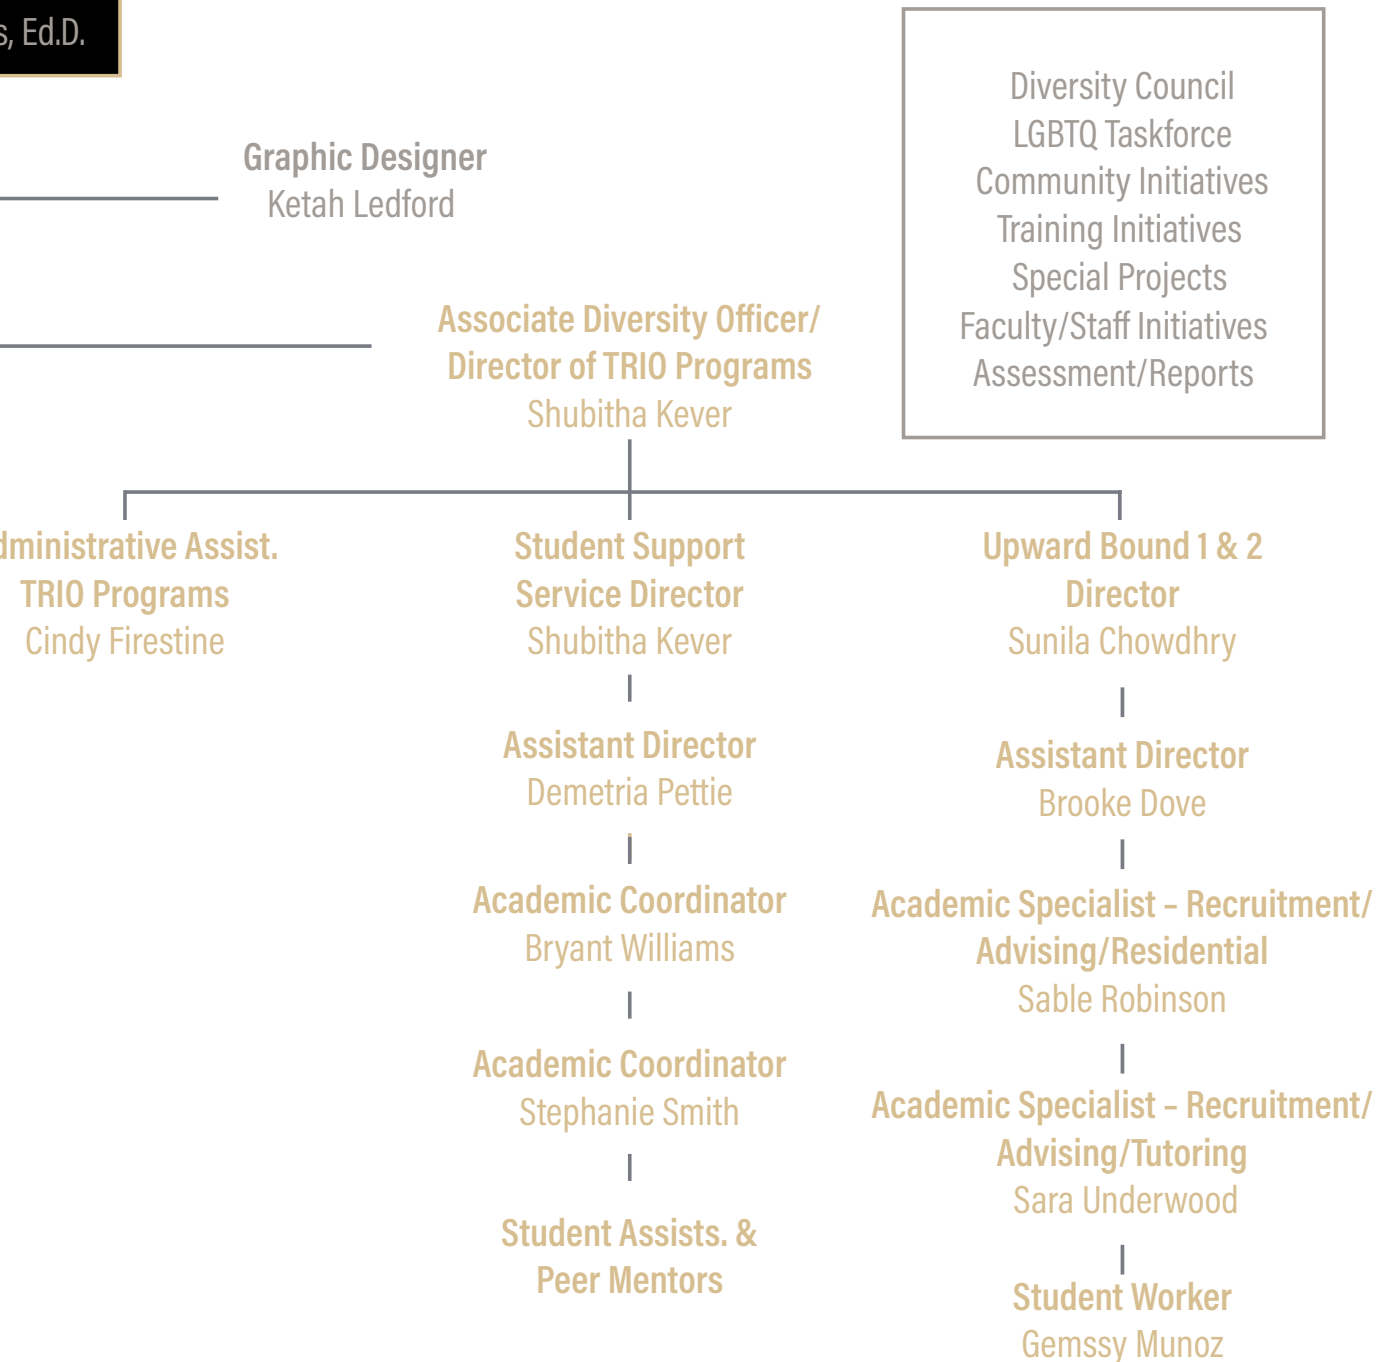 Ed.D.
Diversity Council
LGBTQ Taskforce
Community Initiatives
Training Initiatives
Special Projects
Faculty/Staff Initiatives
Assessment/Reports
Graphic Designer
Ketah Ledford
Associate Diversity Officer/
Director of TRIO Programs
Shubitha Kever
Assist.
TRIO Programs
Cindy Firestine
Student Support
Service Director
Shubitha Kever
Assistant Director
Demetria Pettie
Academic Coordinator
Bryant Williams
Academic Coordinator
Stephanie Smith
Student Assists. &
Peer Mentors
Upward Bound 1 & 2
Director
Sunila Chowdhry
Assistant Director
Brooke Dove
Academic Specialist – Recruitment/
Advising/Residential
Sable Robinson
Academic Specialist – Recruitment/
Advising/Tutoring
Sara Underwood
Student Worker
Gemssy Munoz